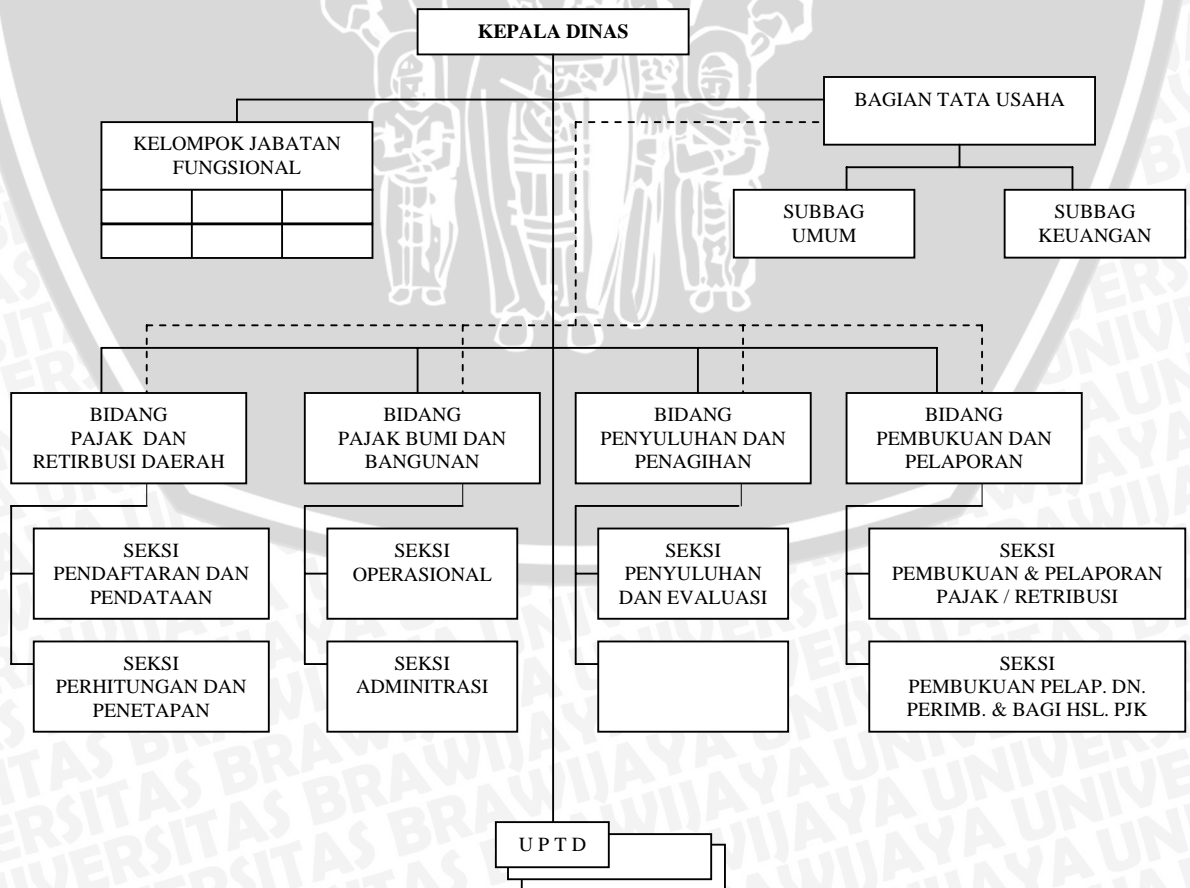 KEPALA DINAS
BAGIAN TATA USAHA
KELOMPOK JABATAN
FUNGSIONAL
SUBBAG
UMUM
SUBBAG
KEUANGAN
BIDANG
PAJAK DAN
RETIRBUSI DAERAH
BIDANG
PAJAK BUMI DAN
BANGUNAN
BIDANG
PENYULUHAN DAN
PENAGIHAN
BIDANG
PEMBUKUAN DAN
PELAPORAN
SEKSI
PENDAFTARAN DAN
PENDATAAN
SEKSI
OPERASIONAL
SEKSI
PENYULUHAN
DAN EVALUASI
SEKSI
PEMBUKUAN & PELAPORAN
PAJAK / RETRIBUSI
SEKSI
PERHITUNGAN DAN
PENETAPAN
SEKSI
ADMINITRASI
SEKSI
PEMBUKUAN PELAP. DN.
PERIMB. & BAGI HSL. PJK
U P T D